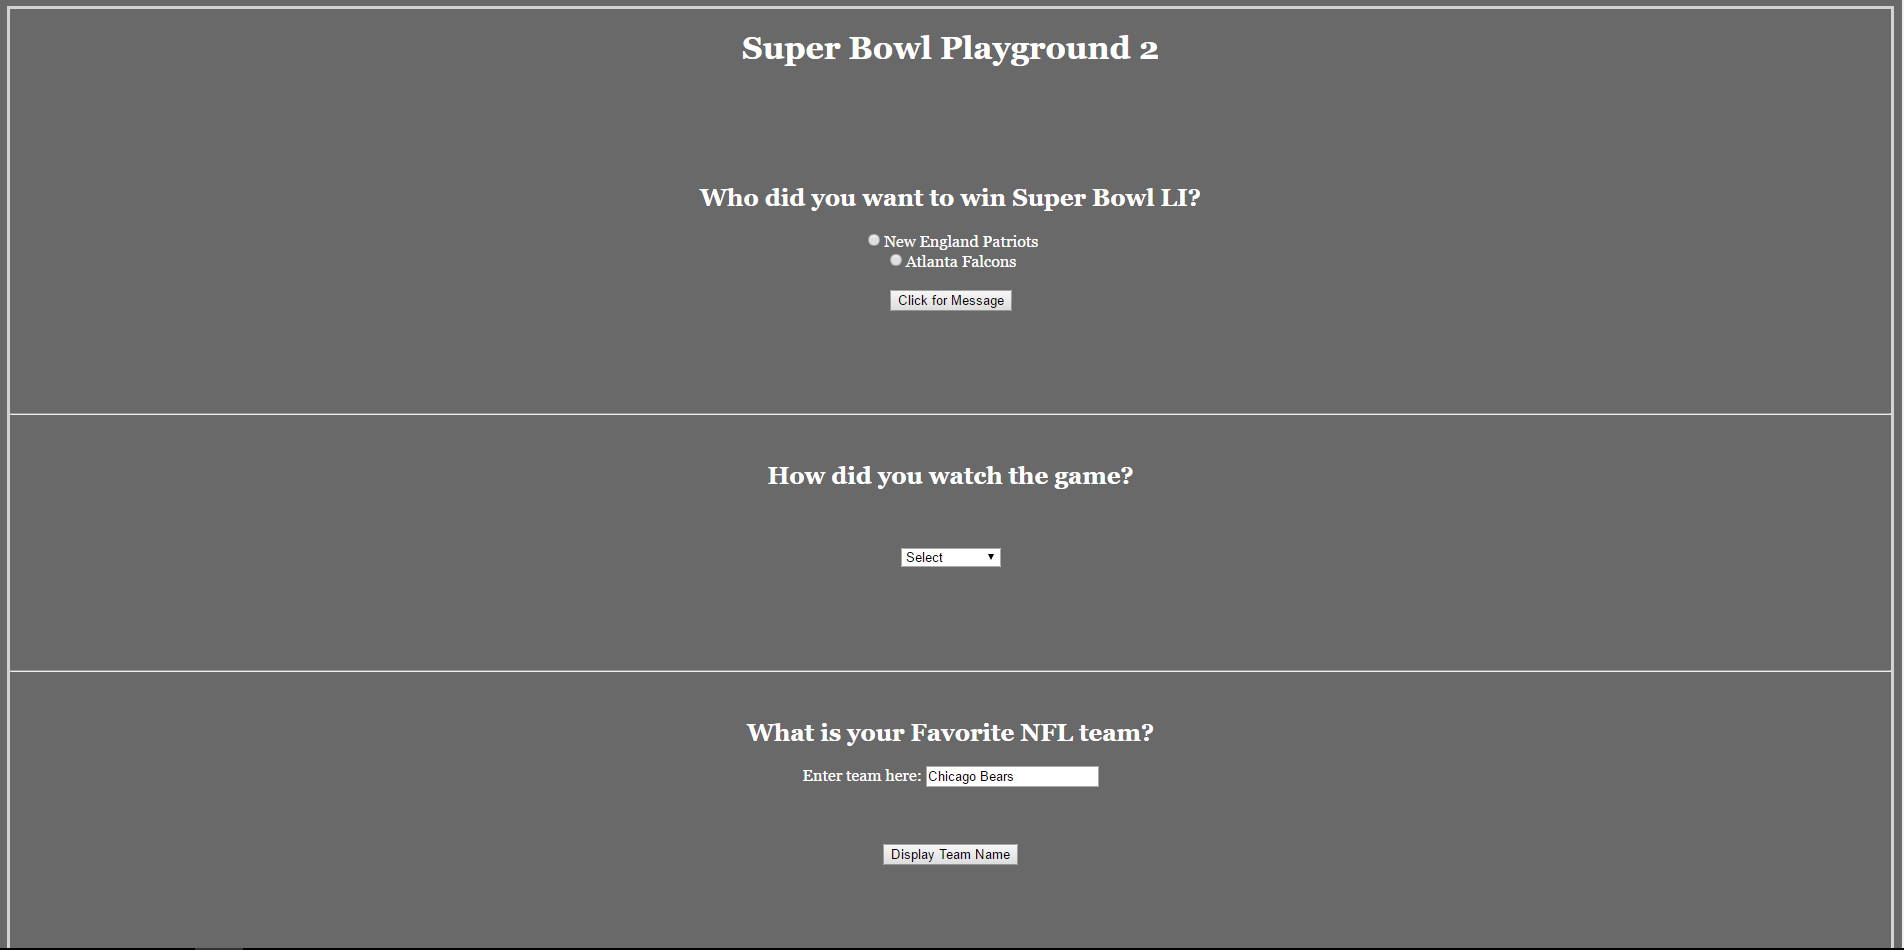 Super Bowl Playground 2
Who did you want to win Super Bowl LI?
New England Patriots
Atlanta Falcons
Click for Message
How did you watch the game?
Select
What is your Favorite NFL team?
Enter team here: Chicago Bears
Display Team Name